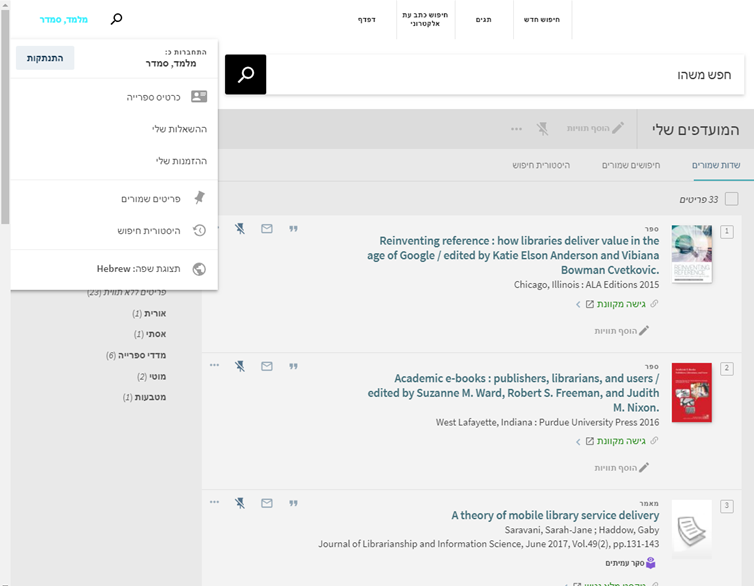 חיפוש חדש
תגים
חיפוש כתב עת
אלקטרוני
דפדף
מלמד, סמדר
התחברות כ:
מלמד, סמדר
התנתקות
כרטיס ספרייה
ההשאלות שלי
ההזמנות שלי
פריטים שמורים
היסטורית חיפוש
תצוגת שפה: Hebrew
חפש משהו
המועדפים שלי
הוסף תוויות
שדות שמורים
חיפושים שמורים
היסטורית חיפוש
33 פריטים
פריטים ללא תווית (23)
אורית (1)
אסתי (1)
מדדי ספרייה (6)
מוטי (2)
מטבעות (1)
1
ספר
Reinventing reference : how libraries deliver value in the
age of Google / edited by Katie Elson Anderson and Vibiana
Bowman Cvetkovic.
Chicago, Illinois : ALA Editions 2015
גישה מקוונת
הוסף תוויות
2
ספר
Academic e-books : publishers, librarians, and users /
edited by Suzanne M. Ward, Robert S. Freeman, and Judith
M. Nixon.
West Lafayette, Indiana : Purdue University Press 2016
גישה מקוונת
הוסף תוויות
3
מאמר
A theory of mobile library service delivery
Saravani, Sarah-Jane ; Haddow, Gaby
Journal of Librarianship and Information Science, June 2017, Vol.49(2), pp.131-143
סקר עמיתים